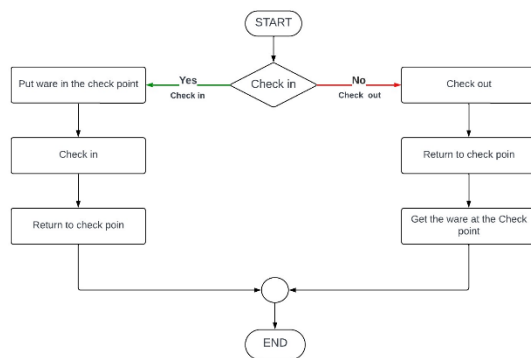 START
Check in
Yes
Check in
No
Check out
Put ware in the check point
Check in
Return to check poin
Check out
Return to check poin
Get the ware at the Check
point
END